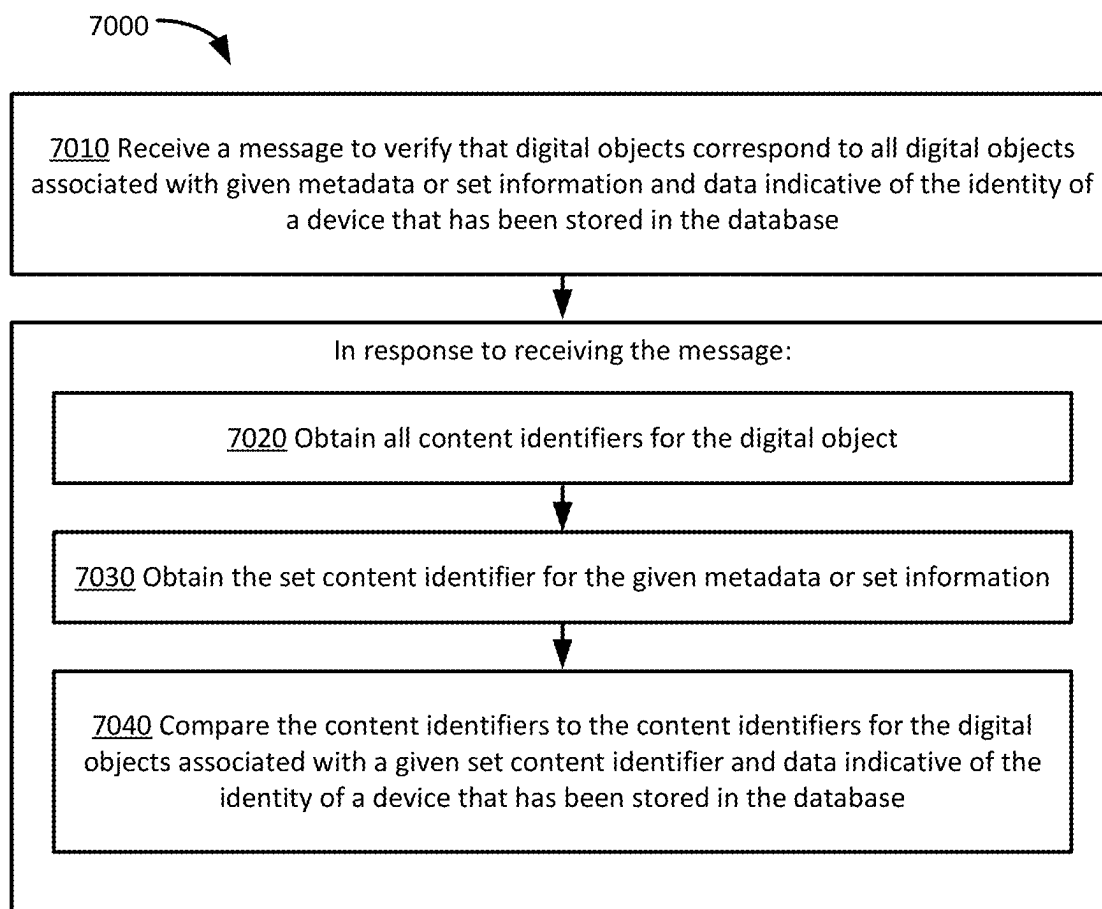 7000
7010 Receive a message to verify that digital objects correspond to all digital objects
associated with given metadata or set information and data indicative of the identity of
a device that has been stored in the database
In response to receiving the message:
7020 Obtain all content identifiers for the digital object
7030 Obtain the set content identifier for the given metadata or set information
7040 Compare the content identifiers to the content identifiers for the digital
objects associated with a given set content identifier and data indicative of the
identity of a device that has been stored in the database